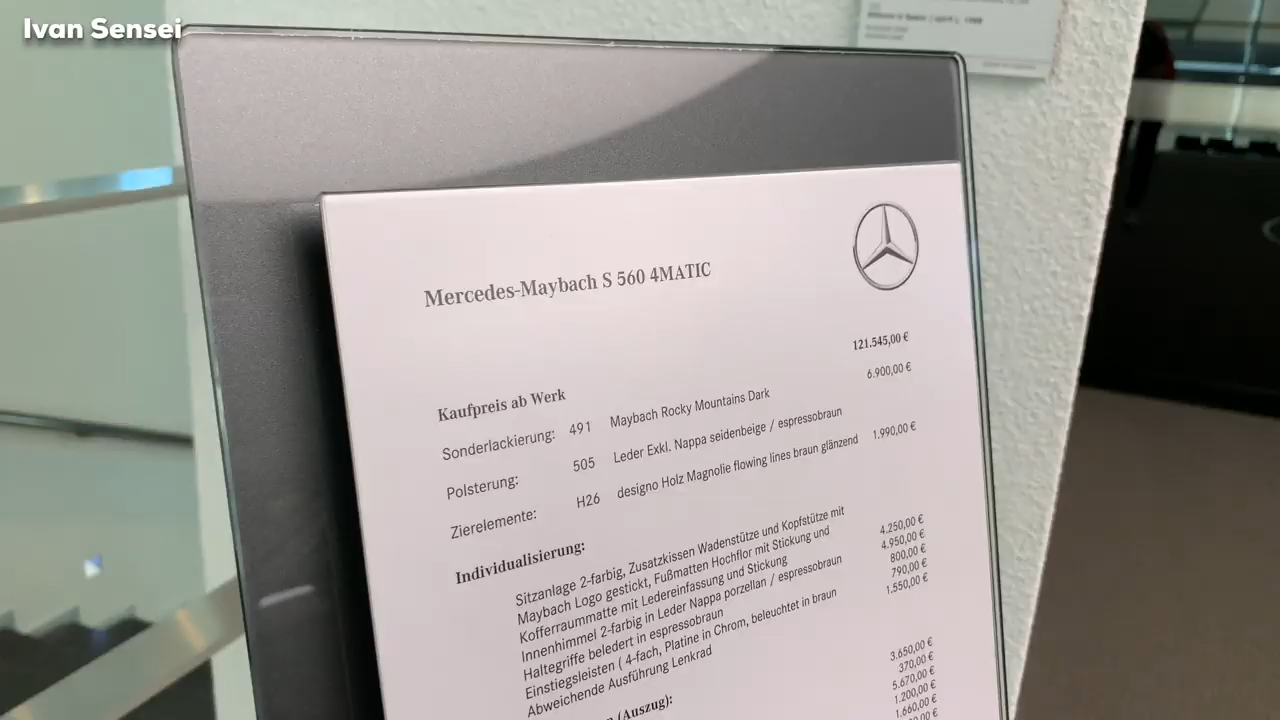 Ivan Sensei
Mercedes-Maybach S 560 4MATIC
Kaufpreis ab Werk 121.545,00 €
Sonderlackierung: 491 Maybach Rocky Mountains Dark 6.900,00 €
Polsterung: 505 Leder Exkl. Nappa seidenbeige / espressobraun
Zierelemente: H26 designo Holz Magnolie flowing lines braun glänzend 1.990,00 €
Individualisierung:
Sitzanlage 2-farbig, Zusatzkissen Wadenstütze und Kopfstütze mit 4.250,00 €
Maybach Logo gestickt, Fußmatten Hochflor mit Stickung und 4.950,00 €
Kofferraummatte mit Ledereinfassung und Stickung 800,00 €
Innenhimmel 2-farbig in Leder Nappa porzellan / espressobraun 790,00 €
Haltegriffe beledert in espressobraun 1.550,00 €
Einstiegsleisten ( 4-fach, Platine in Chrom, beleuchtet in braun
Abweichende Ausführung Lenkrad
(Auszug):
3.650,00 €
370,00 €
5.670,00 €
1.200,00 €
1.660,00 €